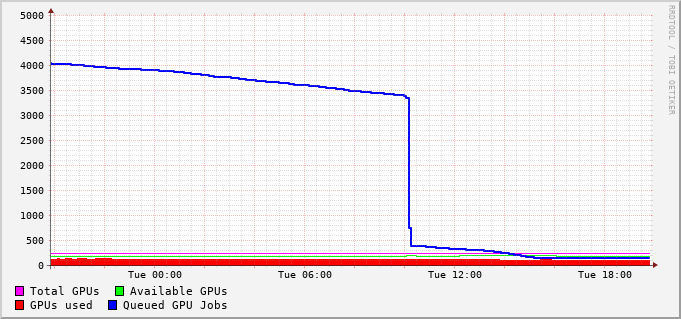 5000
4500
4000
3500
3000
2500
2000
1500
1000
500
0
Tue 00:00 Tue 06:00 Tue 12:00 Tue 18:00
Total GPUs Available GPUs
GPUs used Queued GPU Jobs
RRDTOOL / TOBI OETIKER